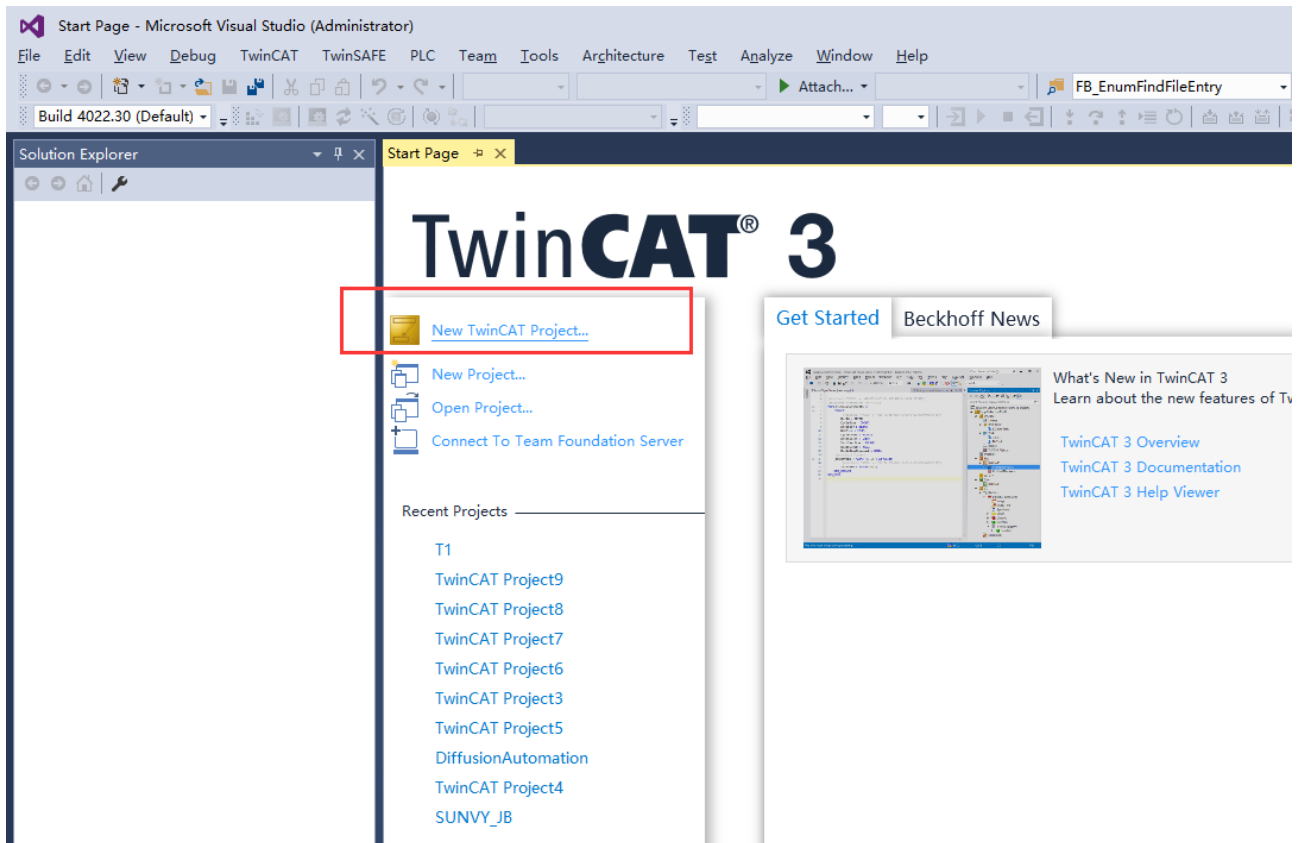 Start Page - Microsoft Visual Studio (Administrator)
File Edit View Debug TwinCAT TwinSAFE PLC Team Tools Architecture Test Analyze Window Help
Attach... FB_EnumFindFileEntry
Build 4022.30 (Default)
Solution Explorer
Start Page
TwinCAT® 3
New TwinCAT Project...
New Project...
Open Project...
Connect To Team Foundation Server
Recent Projects
T1
TwinCAT Project9
TwinCAT Project8
TwinCAT Project7
TwinCAT Project6
TwinCAT Project3
TwinCAT Project5
DiffusionAutomation
TwinCAT Project4
SUNVY_JB
Get Started Beckhoff News
What's New in TwinCAT 3
Learn about the new features of Tw
TwinCAT 3 Overview
TwinCAT 3 Documentation
TwinCAT 3 Help Viewer